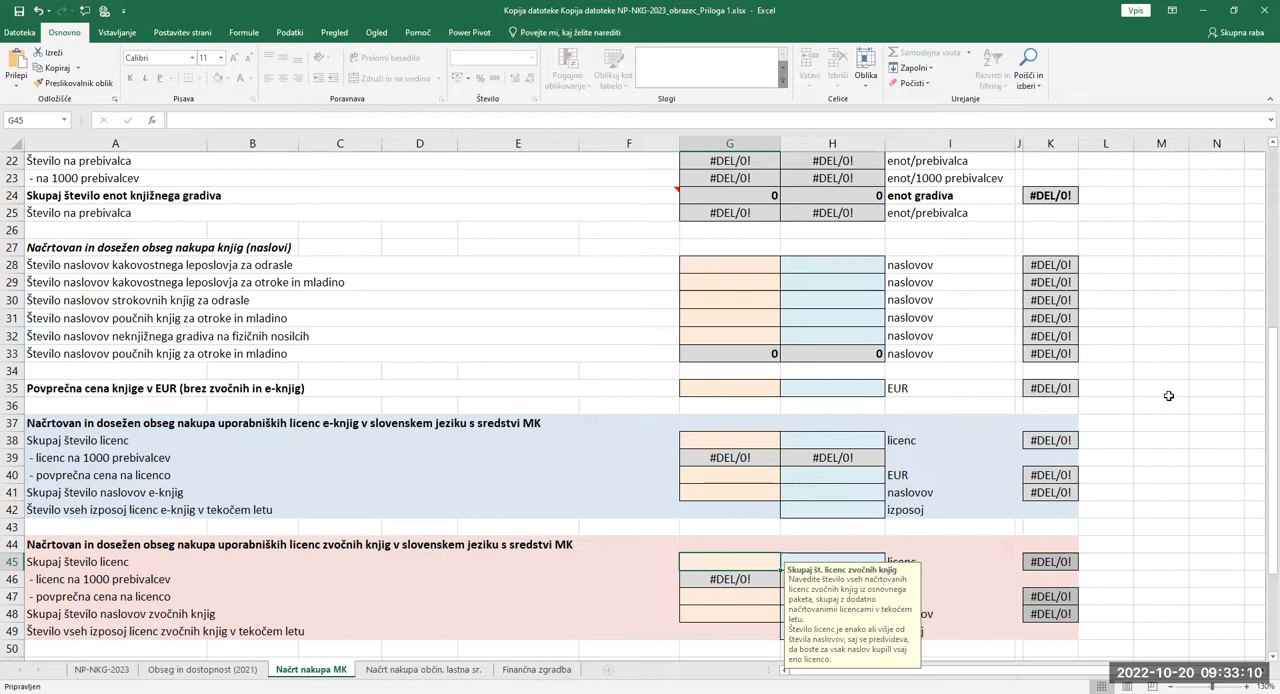 Kopija datoteke Kopija datoteke NP-NKG-2023_obrazec_Priloga 1.xlsx - Excel
Vpis
Datoteka Osnovno Vstavljanje Postavitev strani Formule Podatki Pregled Ogled Pomoč Power Pivot Povejte mi, kaj želite narediti Skupna raba
Prilepi
Izreži
Kopiraj
Preslikovalnik oblik
Calibri 11
K L P
Prelomi besedilo
Združi in na sredino
% 000
Pogojno oblikovanje
Oblikuj kot tabelo
Vstavi Izbriši Oblika
Samodejna vsota
Zapolni
Počisti
Razvrsti in filtriraj
Poišči in izberi
Odložišče Pisava Poravnava Število Slogi Celice Urejanje
G45 fx
A B C D E F G H I J K L M N
22 Število na prebivalca #DEL/0! #DEL/0! enot/prebivalca
23 - na 1000 prebivalcev #DEL/0! #DEL/0! enot/1000 prebivalcev
24 Skupaj število enot knjižnega gradiva 0 0 enot gradiva #DEL/0!
25 Število na prebivalca #DEL/0! #DEL/0! enot/prebivalca
26
27 Načrtovan in dosežen obseg nakupa knjig (naslovi)
28 Število naslovov kakovostnega leposlovja za odrasle naslovov #DEL/0!
29 Število naslovov kakovostnega leposlovja za otroke in mladino naslovov #DEL/0!
30 Število naslovov strokovnih knjig za odrasle naslovov #DEL/0!
31 Število naslovov poučnih knjig za otroke in mladino naslovov #DEL/0!
32 Število naslovov neknjižnega gradiva na fizičnih nosilcih naslovov #DEL/0!
33 Število naslovov poučnih knjig za otroke in mladino 0 0 naslovov #DEL/0!
34
35 Povprečna cena knjige v EUR (brez zvočnih in e-knjig) EUR #DEL/0!
36
37 Načrtovan in dosežen obseg nakupa uporabniških licenc e-knjig v slovenskem jeziku s sredstvi MK
38 Skupaj število licenc licenc #DEL/0!
39 - licenc na 1000 prebivalcev #DEL/0! #DEL/0!
40 - povprečna cena na licenco EUR #DEL/0!
41 Skupaj število naslovov e-knjig naslovov #DEL/0!
42 Število vseh izposoj licenc e-knjig v tekočem letu izposoj
43
44 Načrtovan in dosežen obseg nakupa uporabniških licenc zvočnih knjig v slovenskem jeziku s sredstvi MK
45 Skupaj število licenc #DEL/0!
46 - licenc na 1000 prebivalcev #DEL/0!
47 - povprečna cena na licenco #DEL/0!
48 Skupaj število naslovov zvočnih knjig #DEL/0!
49 Število vseh izposoj licenc zvočnih knjig v tekočem letu
50
Skupaj št. licenc zvočnih knjig
Navedite število vseh načrtovanih
licenc zvočnih knjig iz osnovnega
paketa, skupaj z dodatno
načrtovanimii licencami v tekočem
letu.
Število licenc je enako ali višje od
števila naslovov, saj se predvideva,
da boste za vsak naslov kupill vsaj
eno licenco.
NP-NKG-2023 Obseg in dostopnost (2021) Načrt nakupa MK Načrt nakupa občin. lastna sr. Finančna zgradba
2022-10-20 09:33:10
Pripravljen 130%